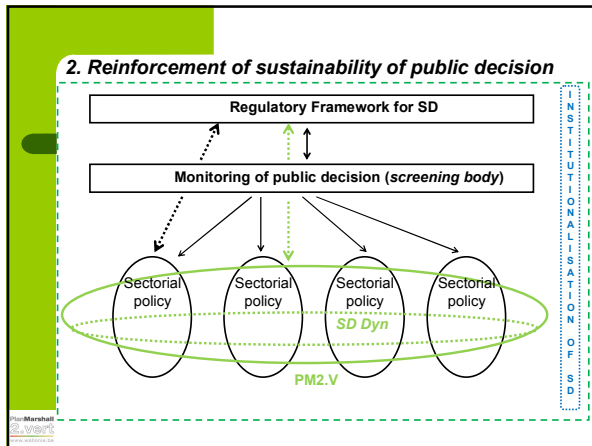 2. Reinforcement of sustainability of public decision
Regulatory Framework for SD
Monitoring of public decision (screening body)
Sectorial
policy
Sectorial
policy
Sectorial
policy
Sectorial
policy
SD Dyn
PM2.V
INSTITUTIONALISATION OF SD
PlanMarshall
2.vert
www.wallonie.be